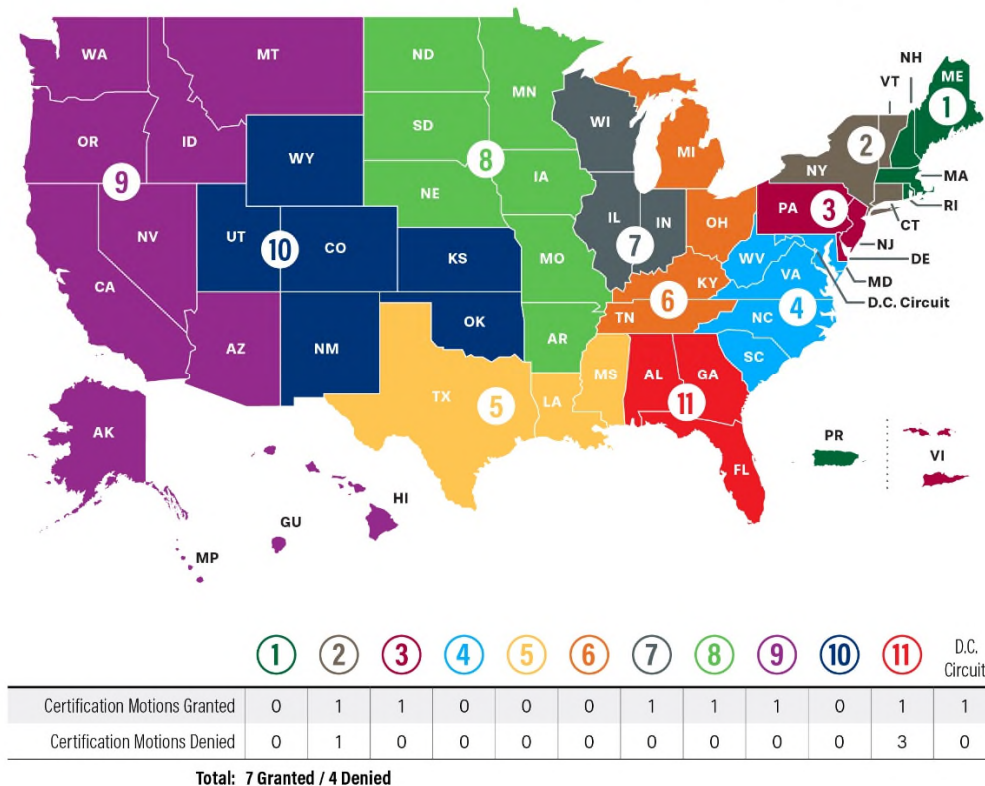 WA
MT
ND
MN
NH
VT
ME
1
OR
ID
SD
WI
MI
2
NY
MA
WY
8
9
NE
IA
PA
3
RI
CT
NV
UT
10
CO
IL
IN
7
OH
NJ
DE
CA
KS
MO
WV
VA
MD
D.C. Circuit
KY
6
TN
NC
4
AZ
NM
OK
AR
SC
TX
5
LA
MS
AL
GA
11
AK
FL
PR
VI
HI
GU
MP
1 2 3 4 5 6 7 8 9 10 11 D.C. Circuit
Certification Motions Granted 0 1 1 0 0 0 1 1 1 0 1 1
Certification Motions Denied 0 1 0 0 0 0 0 0 0 0 3 0
Total: 7 Granted / 4 Denied